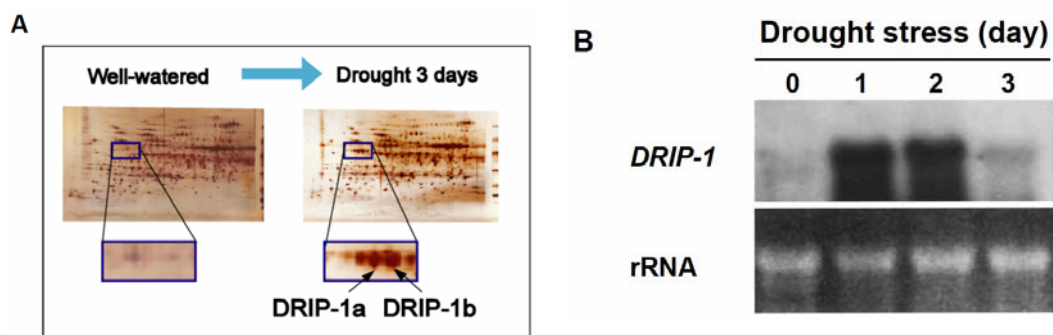 A
Well-watered
Drought 3 days
DRIP-1a
DRIP-1b
B
Drought stress (day)
0 1 2 3
DRIP-1
rRNA